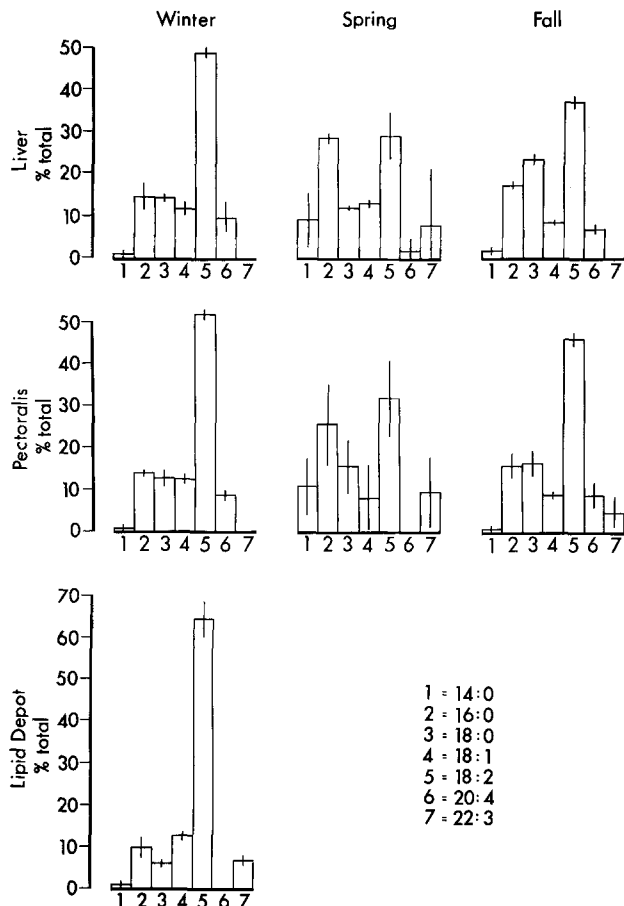 Winter Spring Fall
Liver
% total
50
40
30
20
10
0
1 2 3 4 5 6 7
1 2 3 4 5 6 7
1 2 3 4 5 6 7
Pectoralis
% total
50
40
30
20
10
0
1 2 3 4 5 6 7
1 2 3 4 5 6 7
1 2 3 4 5 6 7
Lipid Depot
% total
70
60
50
40
30
20
10
0
1 2 3 4 5 6 7
1 = 14:0
2 = 16:0
3 = 18:0
4 = 18:1
5 = 18:2
6 = 20:4
7 = 22:3